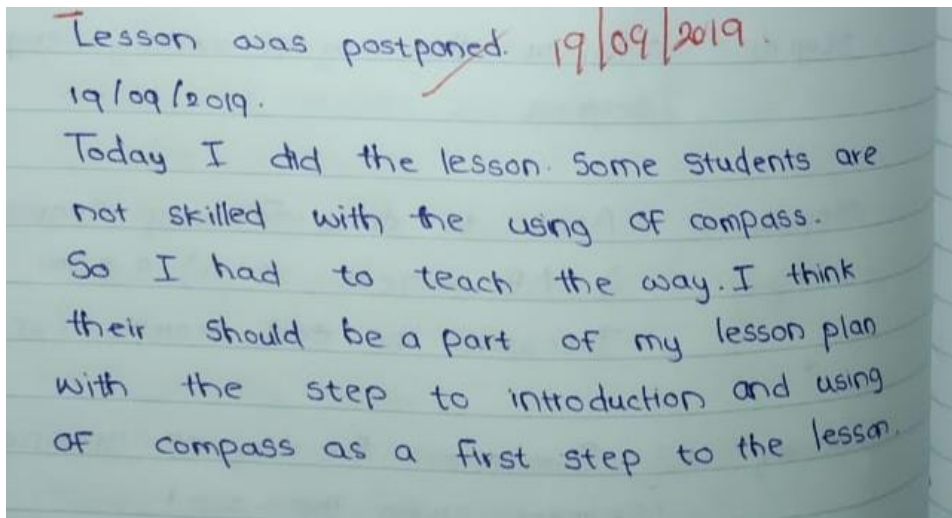 Lesson was postponed. 19/09/2019.
19/09/2019.
Today I did the lesson. Some students are
not skilled with the using of compass.
So I had to teach the way. I think
their should be a part of my lesson plan
with the step to introduction and using
of compass as a first step to the lesson.